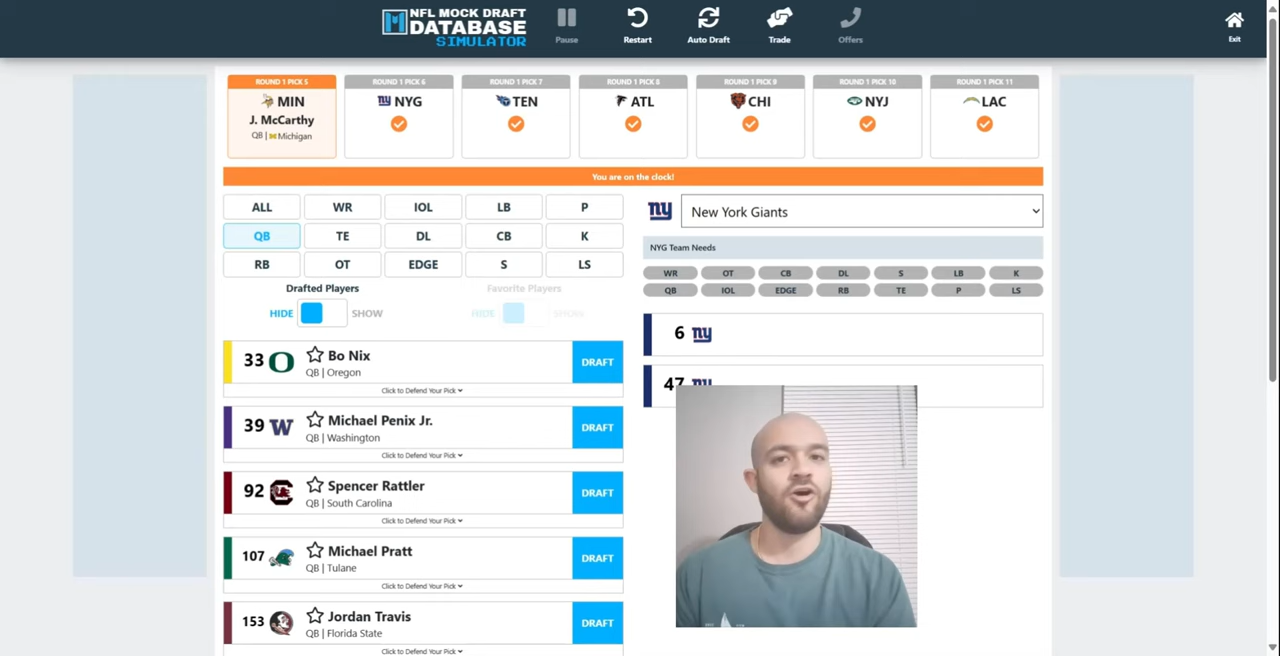 NFL MOCK DRAFT
DATABASE
SIMULATOR
Pause
Restart
Auto Draft
Trade
Offers
Exit
ROUND 1 PICK 5
MIN
J. McCarthy
QB | Michigan
ROUND 1 PICK 6
NYG
ROUND 1 PICK 7
TEN
ROUND 1 PICK 8
ATL
ROUND 1 PICK 9
CHI
ROUND 1 PICK 10
NYJ
ROUND 1 PICK 11
LAC
You are on the clock!
ALL WR IOL LB P
QB TE DL CB K
RB OT EDGE S LS
Drafted Players
HIDE SHOW
Favorite Players
HIDE SHOW
33 Bo Nix
QB | Oregon
DRAFT
Click to Defend Your Pick
39 Michael Penix Jr.
QB | Washington
DRAFT
Click to Defend Your Pick
92 Spencer Rattler
QB | South Carolina
DRAFT
Click to Defend Your Pick
107 Michael Pratt
QB | Tulane
DRAFT
Click to Defend Your Pick
153 Jordan Travis
QB | Florida State
DRAFT
Click to Defend Your Pick
ny New York Giants
NYG Team Needs
WR OT CB DL S LB K
QB IOL EDGE RB TE P LS
6 ny
47 ny